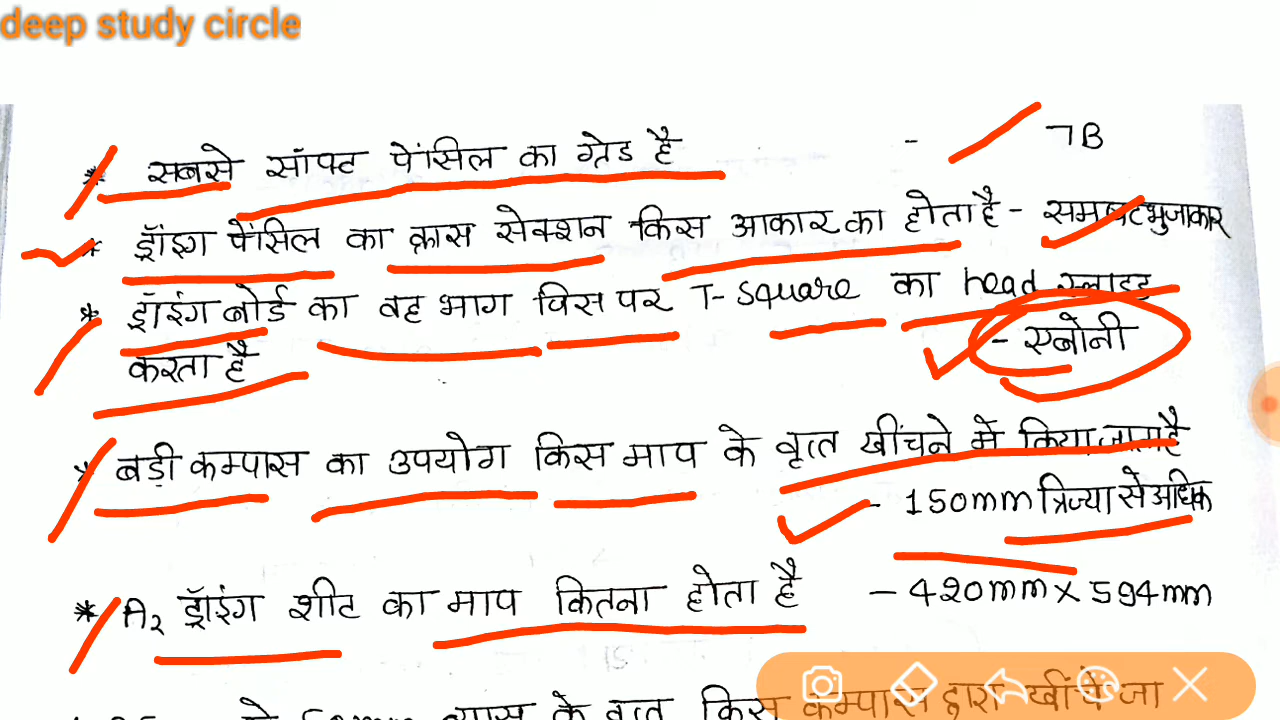 deep study circle
* सबसे सॉफ्ट पेंसिल का ग्रेड है - 7B
* ड्रॉइंग पेंसिल का क्रास सेक्शन किस आकार का होता है - समषटभुजाकार
* ड्रॉइंग बोर्ड का वह भाग जिस पर T-square का head स्लाइड
करता है - एबोनी
* बड़ी कम्पास का उपयोग किस माप के वृत्त खींचने में किया जाता है
- 150mm त्रिज्या से अधिक
* A2 ड्रॉइंग शीट का माप कितना होता है - 420mm x 594mm
व्यास के वृत्त किस कम्पास द्वारा खींचे जा